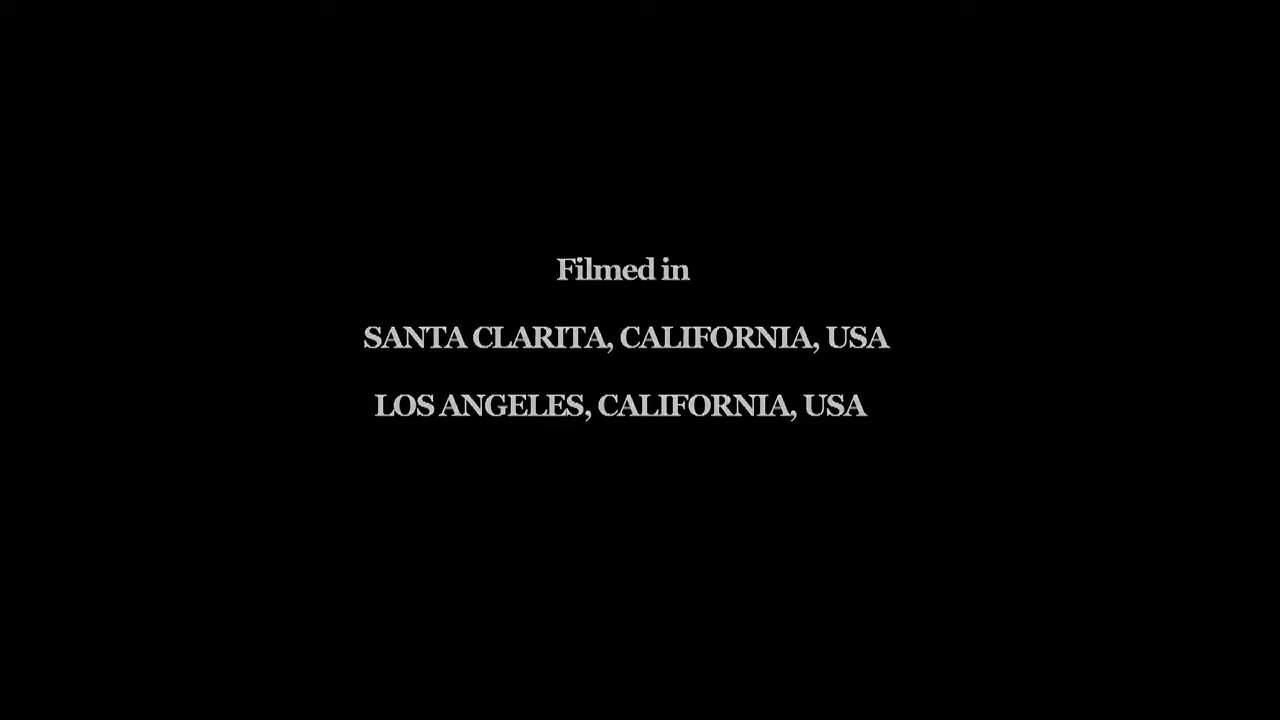 Filmed in
SANTA CLARITA, CALIFORNIA, USA
LOS ANGELES, CALIFORNIA, USA